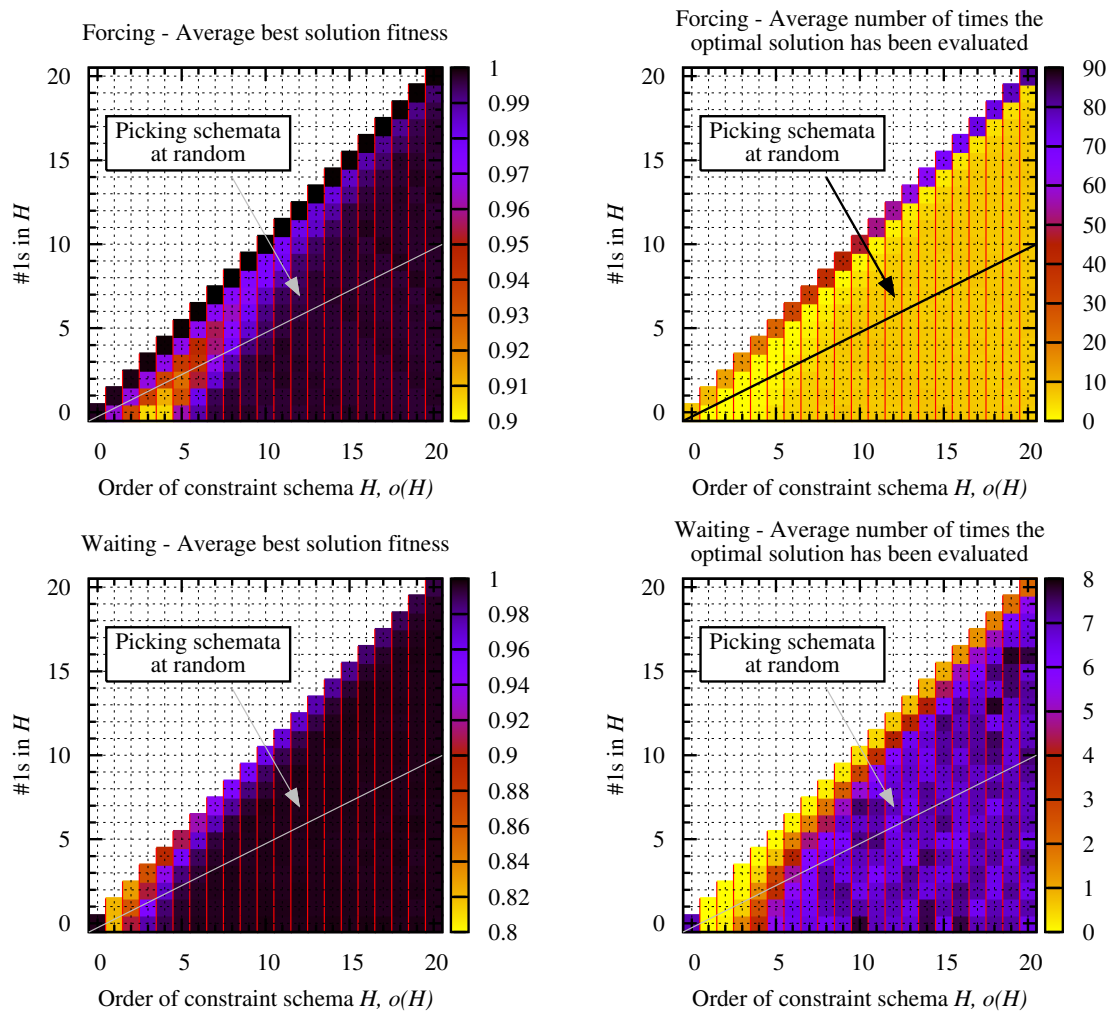 Forcing - Average best solution fitness
20
15
10
5
0
#1s in H
Picking schemata
at random
0 5 10 15 20
Order of constraint schema H, o(H)
1
0.99
0.98
0.97
0.96
0.95
0.94
0.93
0.92
0.91
0.9
Forcing - Average number of times the
optimal solution has been evaluated
20
15
10
5
0
#1s in H
Picking schemata
at random
0 5 10 15 20
Order of constraint schema H, o(H)
90
80
70
60
50
40
30
20
10
0
Waiting - Average best solution fitness
20
15
10
5
0
#1s in H
Picking schemata
at random
0 5 10 15 20
Order of constraint schema H, o(H)
1
0.98
0.96
0.94
0.92
0.9
0.88
0.86
0.84
0.82
0.8
Waiting - Average number of times the
optimal solution has been evaluated
20
15
10
5
0
#1s in H
Picking schemata
at random
0 5 10 15 20
Order of constraint schema H, o(H)
8
7
6
5
4
3
2
1
0